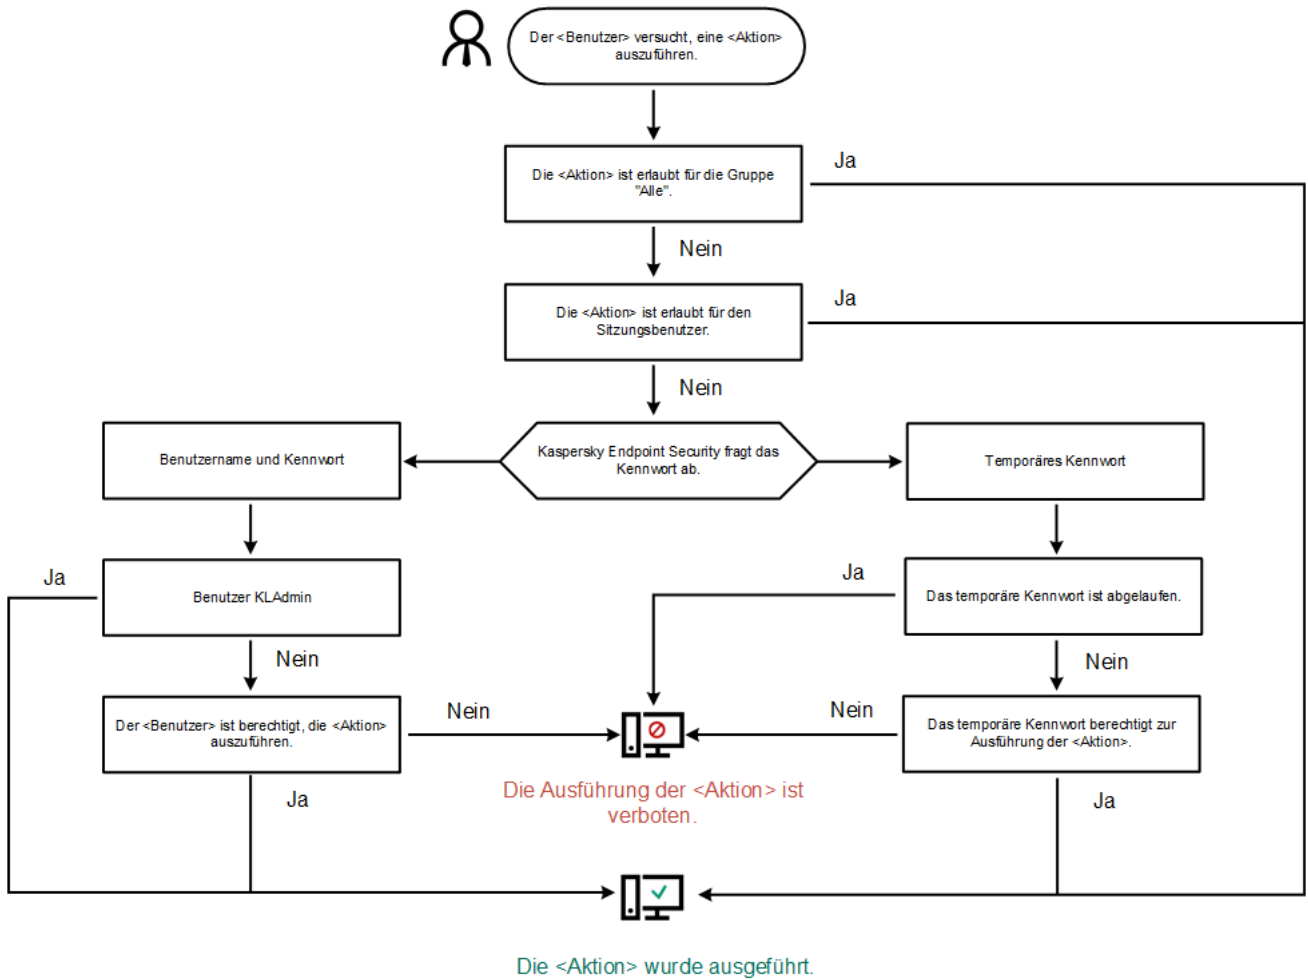 Der <Benutzer> versucht, eine <Aktion>
auszuführen.
Ja
Die <Aktion> ist erlaubt für die Gruppe
"Alle".
Nein
Ja
Die <Aktion> ist erlaubt für den
Sitzungsbenutzer.
Nein
Benutzername und Kennwort
Kaspersky Endpoint Security fragt das
Kennwort ab.
Temporäres Kennwort
Ja
Benutzer KLAdmin
Ja
Das temporäre Kennwort ist abgelaufen.
Nein
Nein
Der <Benutzer> ist berechtigt, die <Aktion>
auszuführen.
Nein
Nein
Das temporäre Kennwort berechtigt zur
Ausführung der <Aktion>.
Die Ausführung der <Aktion> ist
verboten.
Ja
Ja
Die <Aktion> wurde ausgeführt.